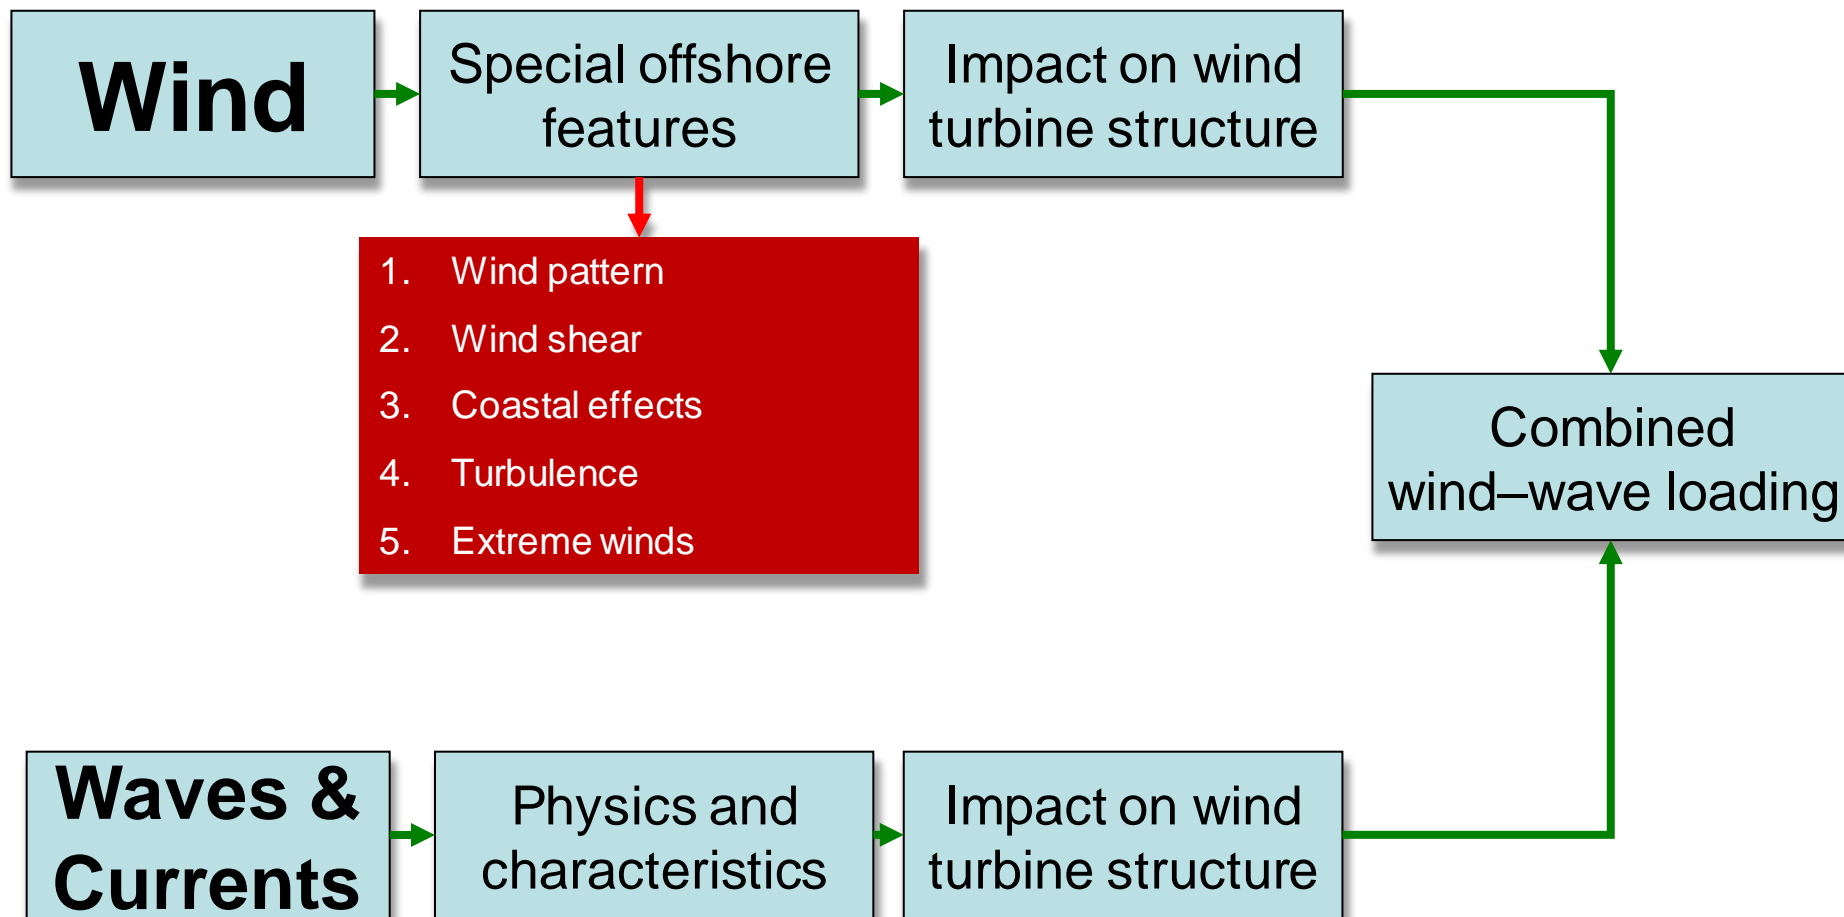 Wind
Special offshore
features
Impact on wind
turbine structure
1. Wind pattern
2. Wind shear
3. Coastal effects
4. Turbulence
5. Extreme winds
Combined
wind–wave loading
Waves &
Currents
Physics and
characteristics
Impact on wind
turbine structure